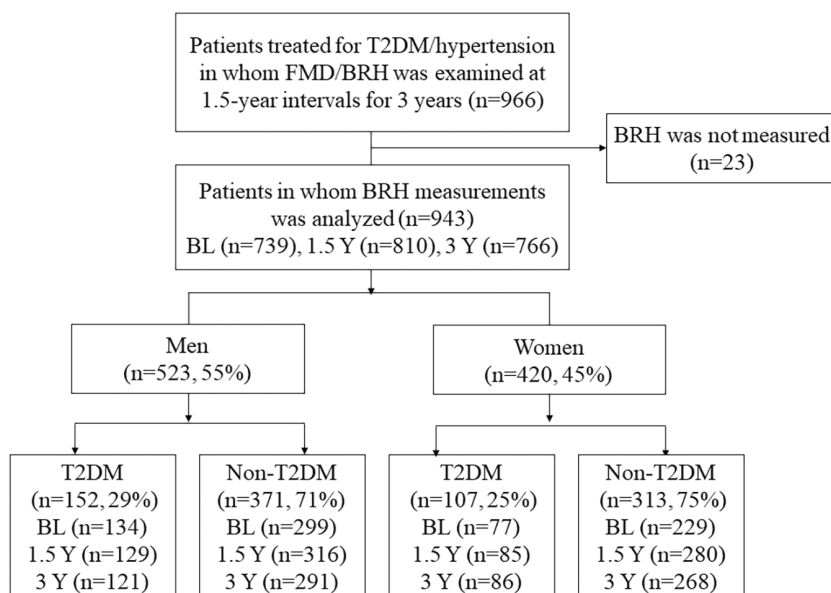 Patients treated for T2DM/hypertension
in whom FMD/BRH was examined at
1.5-year intervals for 3 years (n=966)
BRH was not measured
(n=23)
Patients in whom BRH measurements
was analyzed (n=943)
BL (n=739), 1.5 Y (n=810), 3 Y (n=766)
Men
(n=523, 55%)
Women
(n=420, 45%)
T2DM
(n=152, 29%)
BL (n=134)
1.5 Y (n=129)
3 Y (n=121)
Non-T2DM
(n=371, 71%)
BL (n=299)
1.5 Y (n=316)
3 Y (n=291)
T2DM
(n=107, 25%)
BL (n=77)
1.5 Y (n=85)
3 Y (n=86)
Non-T2DM
(n=313, 75%)
BL (n=229)
1.5 Y (n=280)
3 Y (n=268)